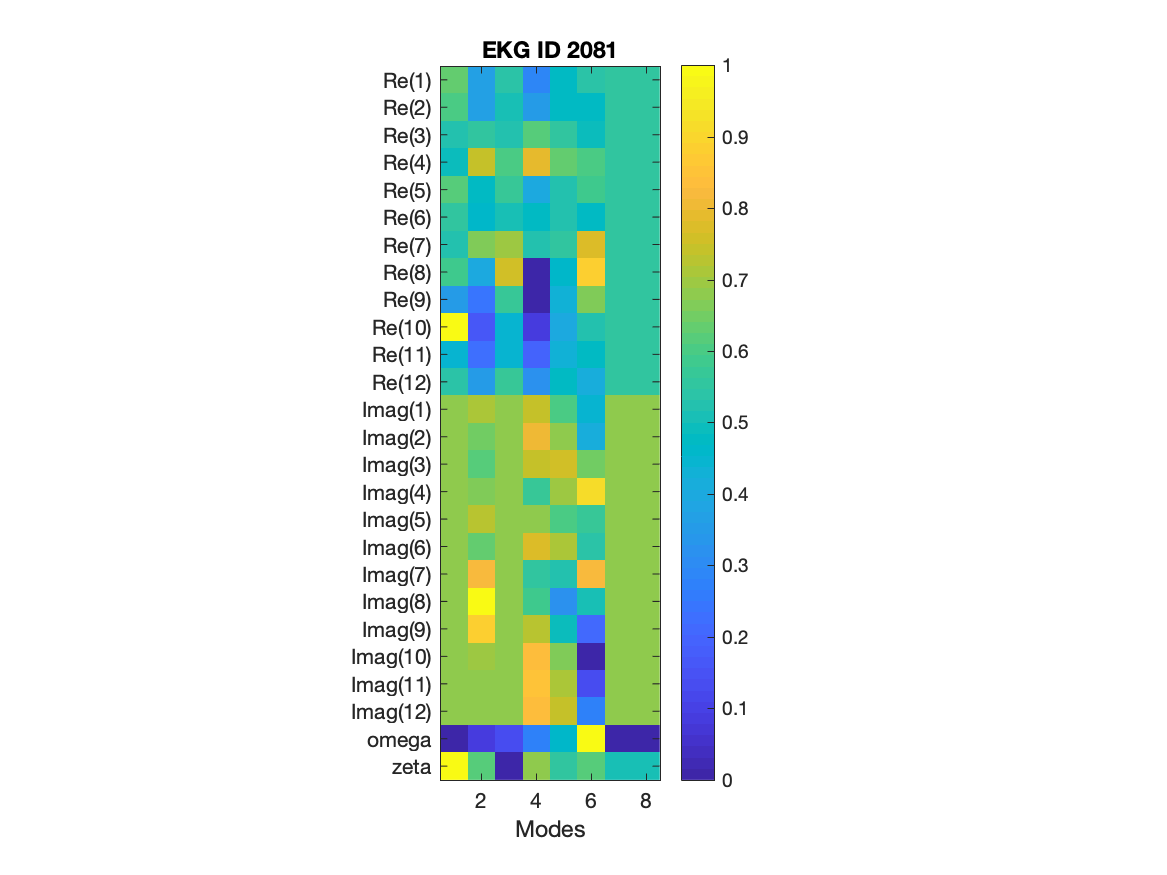 EKG ID 2081
Re(1)
Re(2)
Re(3)
Re(4)
Re(5)
Re(6)
Re(7)
Re(8)
Re(9)
Re(10)
Re(11)
Re(12)
Imag(1)
Imag(2)
Imag(3)
Imag(4)
Imag(5)
Imag(6)
Imag(7)
Imag(8)
Imag(9)
Imag(10)
Imag(11)
Imag(12)
omega
zeta
2 4 6 8
Modes
1
0.9
0.8
0.7
0.6
0.5
0.4
0.3
0.2
0.1
0